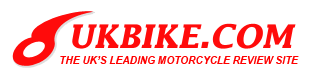 UKBIKE.COM
THE UK'S LEADING MOTORCYCLE REVIEW SITE